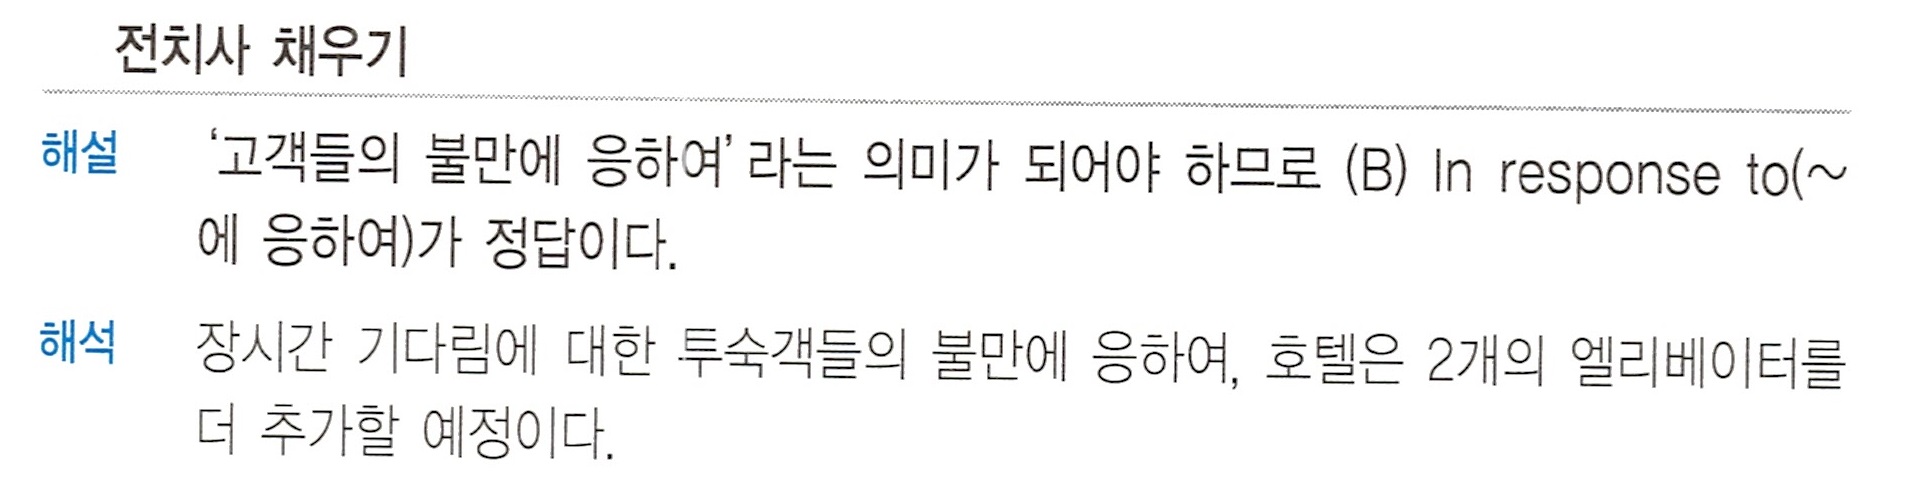 전치사 채우기
해설 ‘고객들의 불만에 응하여’라는 의미가 되어야 하므로 (B) In response to(~
에 응하여)가 정답이다.
해석 장시간 기다림에 대한 투숙객들의 불만에 응하여, 호텔은 2개의 엘리베이터를
더 추가할 예정이다.